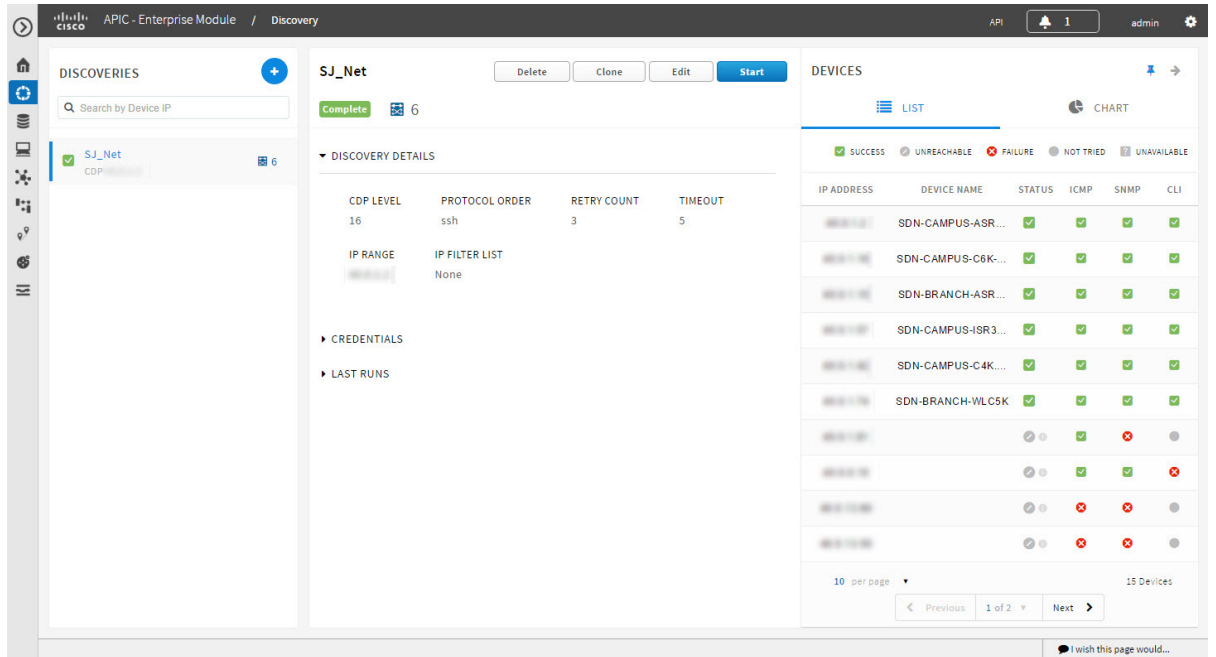 CISCO APIC - Enterprise Module / Discovery API 1 admin
DISCOVERIES
Search by Device IP
SJ_Net
CDP
6
SJ_Net Delete Clone Edit Start
Complete 6
DISCOVERY DETAILS
CDP LEVEL PROTOCOL ORDER RETRY COUNT TIMEOUT
16 ssh 3 5
IP RANGE IP FILTER LIST
None
CREDENTIALS
LAST RUNS
DEVICES
LIST CHART
SUCCESS UNREACHABLE FAILURE NOT TRIED UNAVAILABLE
IP ADDRESS DEVICE NAME STATUS ICMP SNMP CLI
SDN-CAMPUS-ASR...
SDN-CAMPUS-C6K-...
SDN-BRANCH-ASR...
SDN-CAMPUS-ISR3...
SDN-CAMPUS-C4K....
SDN-BRANCH-WLC5K
10 per page 15 Devices
Previous 1 of 2 Next
I wish this page would...